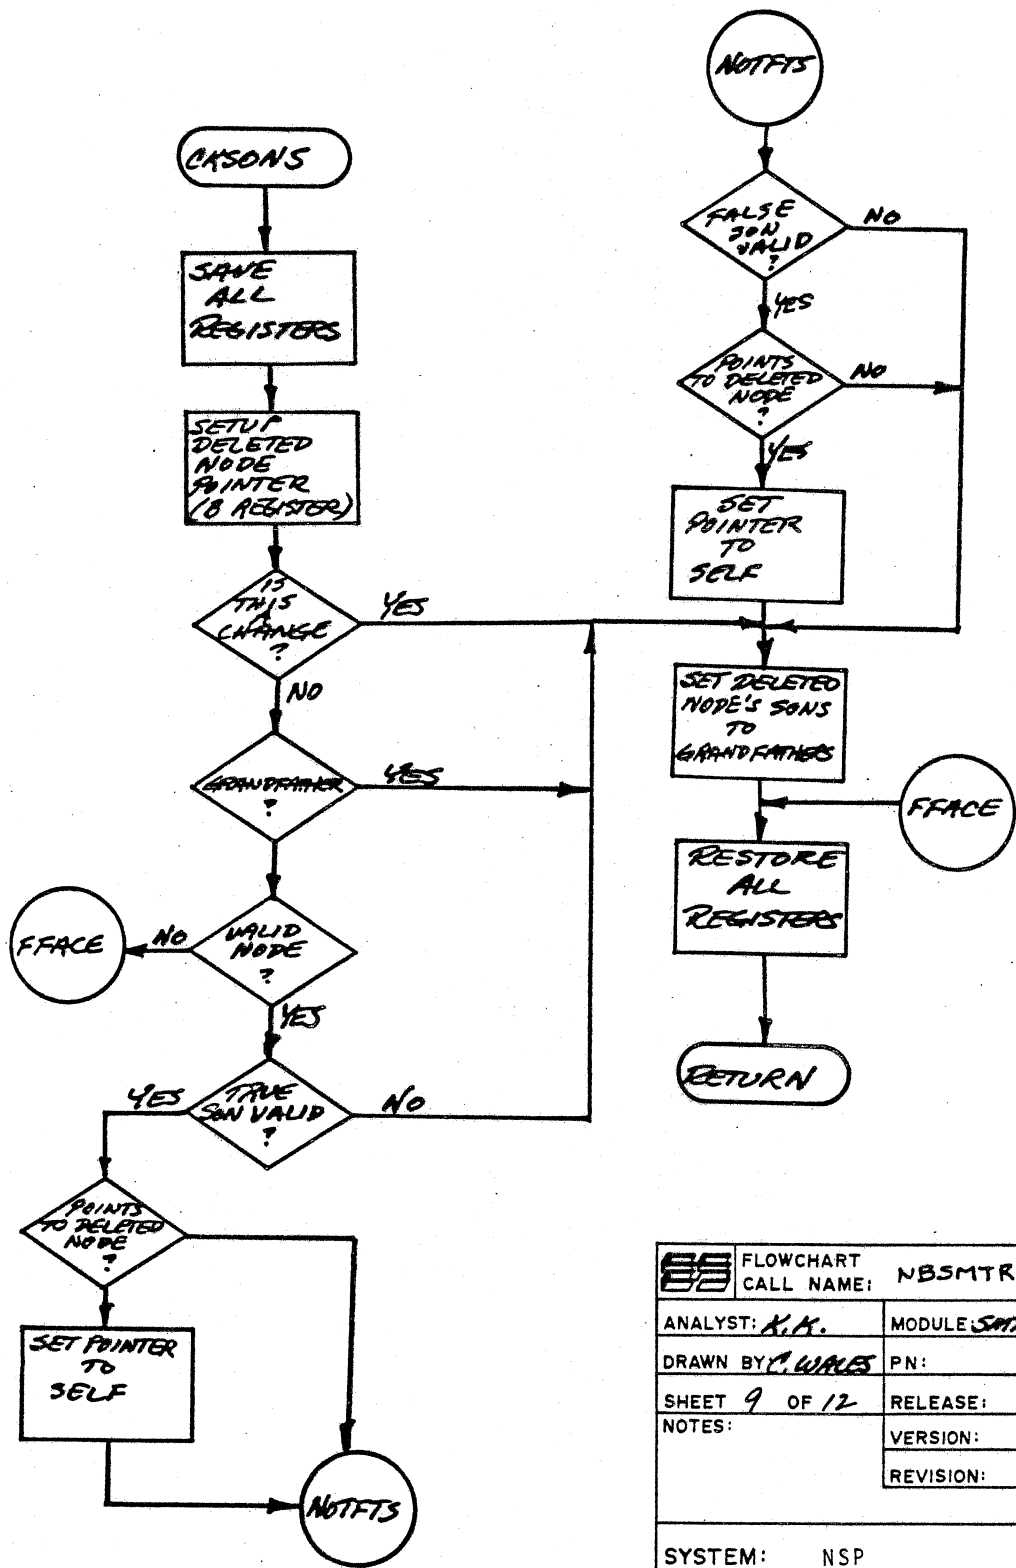 CKSONS
SAVE
ALL
REGISTERS
SETUP
DELETED
NODE
POINTER
(B REGISTER)
IS
THIS
A
CHANGE
?
YES
NO
GRANDFATHER
?
YES
VALID
NODE
?
NO
FFACE
YES
TRUE
SON VALID
?
YES
NO
POINTS
TO DELETED
NODE
?
SET POINTER
TO
SELF
NOTFTS
NOTFTS
FALSE
SON
VALID
?
NO
YES
POINTS
TO DELETED
NODE
?
NO
YES
SET
POINTER
TO
SELF
SET DELETED
NODE'S SONS
TO
GRANDFATHERS
FFACE
RESTORE
ALL
REGISTERS
RETURN
FLOWCHART
CALL NAME: NBSMTR
ANALYST: K.K. MODULE:
DRAWN BY C. WALES PN:
SHEET 9 OF 12 RELEASE:
NOTES: VERSION:
REVISION:
SYSTEM: NSP